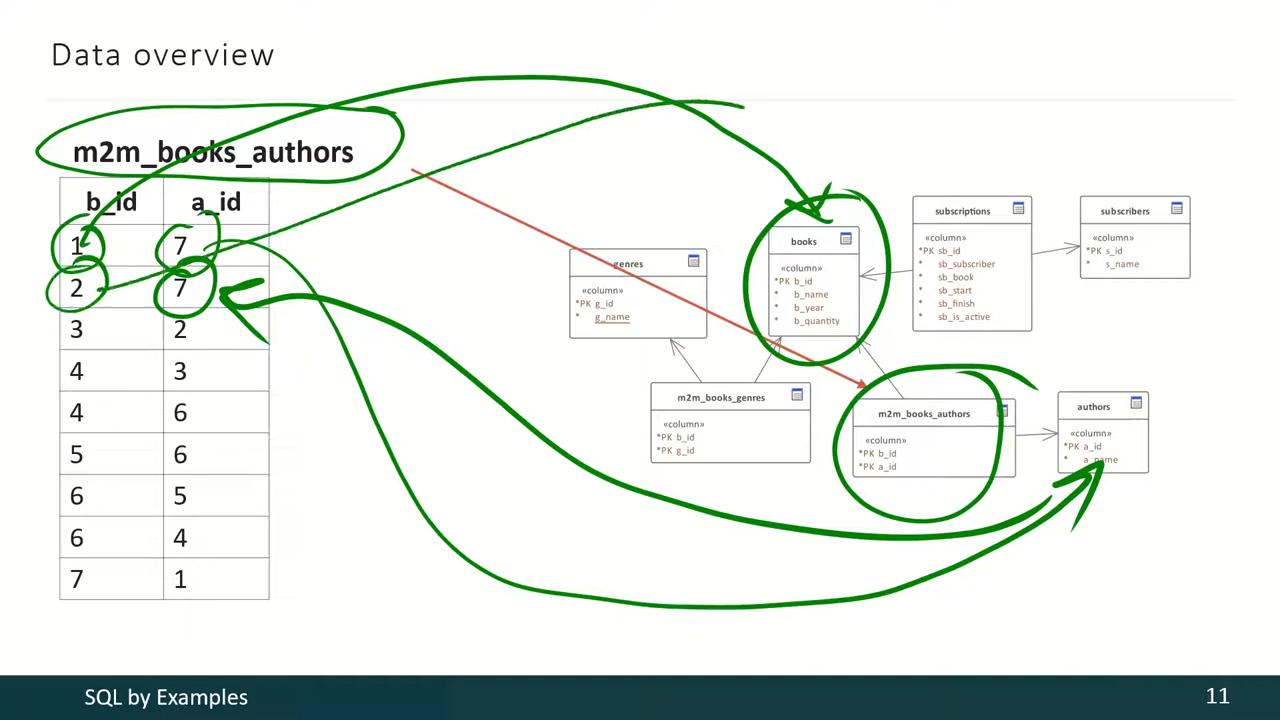 Data overview
m2m_books_authors
b_id a_id
1 7
2 7
3 2
4 3
4 6
5 6
6 5
6 4
7 1
genres
«column»
*PK g_id
* g_name
books
«column»
*PK b_id
* b_name
* b_year
* b_quantity
subscriptions
«column»
*PK sb_id
* sb_subscriber
* sb_book
* sb_start
* sb_finish
* sb_is_active
subscribers
«column»
*PK s_id
* s_name
m2m_books_genres
«column»
*PK b_id
*PK g_id
m2m_books_authors
«column»
*PK b_id
*PK a_id
authors
«column»
*PK a_id
* a_name
SQL by Examples
11